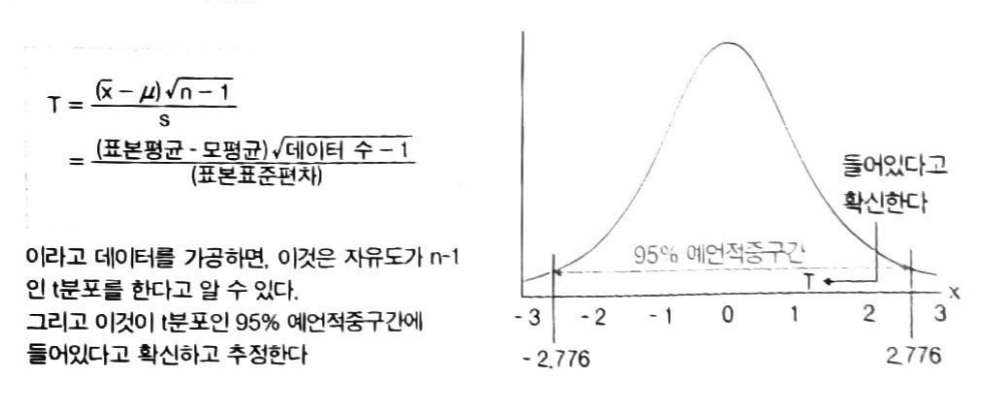 T = (x̄ − μ)√n − 1 / s
= (표본평균 - 모평균)√데이터 수 − 1 / (표본표준편차)
이라고 데이터를 가공하면, 이것은 자유도가 n-1
인 t분포를 한다고 알 수 있다.
그리고 이것이 t분포인 95% 예언적중구간에
들어있다고 확신하고 추정한다
들어있다고
확신한다
95% 예언적중구간
T
x
-3 -2 -1 0 1 2 3
-2.776 2.776